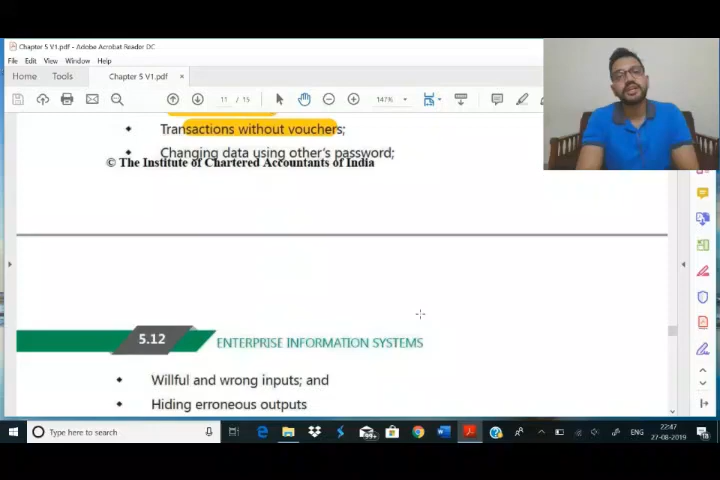 Chapter 5 V1.pdf - Adobe Acrobat Reader DC
File Edit View Window Help
Home Tools Chapter 5 V1.pdf ×
11 / 15 147%
Transactions without vouchers;
Changing data using other's password;
© The Institute of Chartered Accountants of India
5.12 ENTERPRISE INFORMATION SYSTEMS
Willful and wrong inputs; and
Hiding erroneous outputs
Type here to search
99+
ENG
22:47
27-08-2019